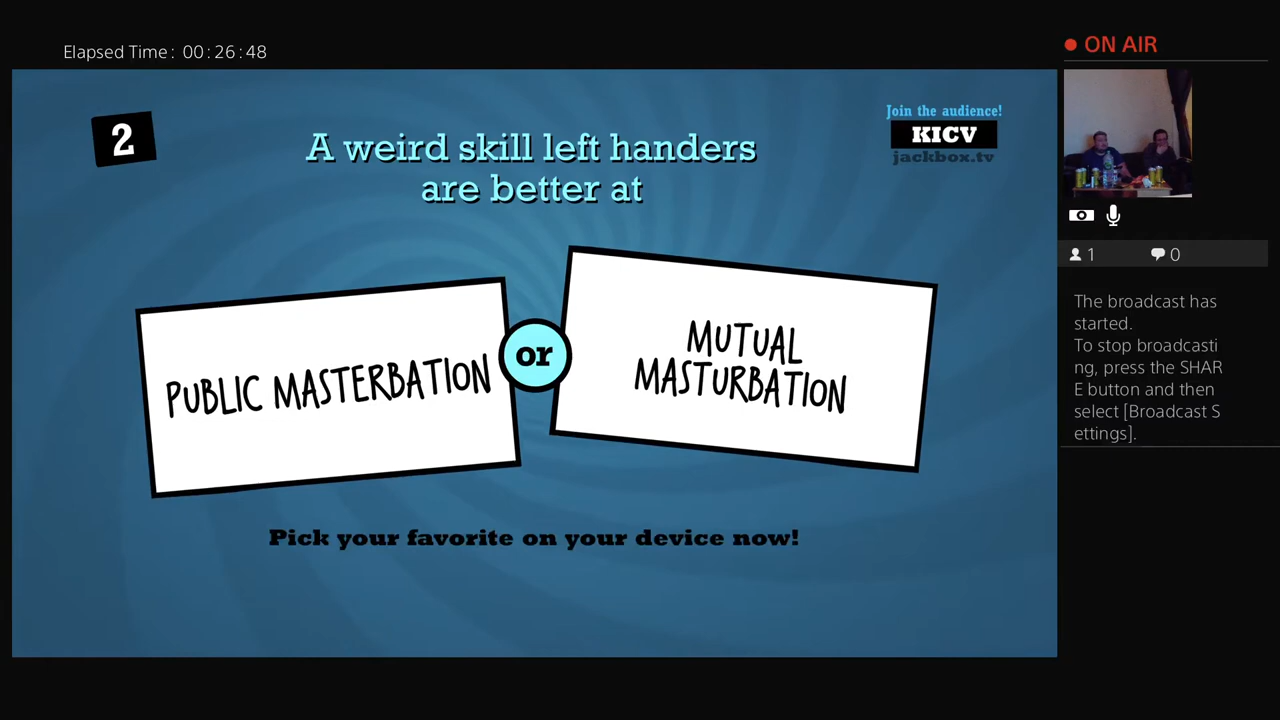 Elapsed Time: 00:26:48
ON AIR
2
Join the audience!
KICV
jackbox.tv
A weird skill left handers
are better at
PUBLIC MASTERBATION
or
MUTUAL
MASTURBATION
Pick your favorite on your device now!
1
0
The broadcast has
started.
To stop broadcasti
ng, press the SHAR
E button and then
select [Broadcast S
ettings].